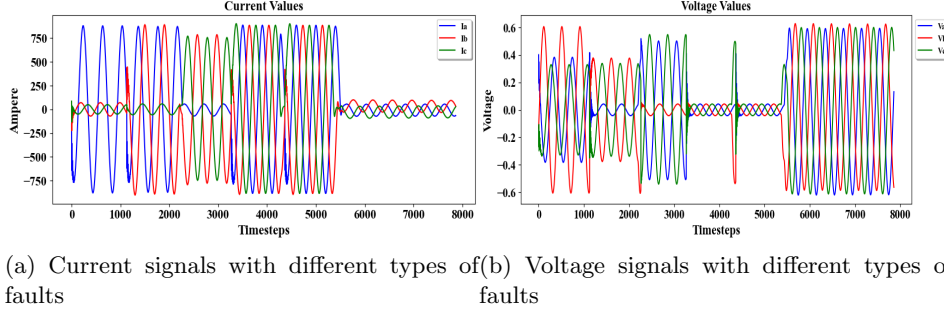 Current Values
Ia
Ib
Ic
Ampere
750
500
250
0
−250
−500
−750
0 1000 2000 3000 4000 5000 6000 7000 8000
Timesteps
Voltage Values
Voltage
0.6
0.4
0.2
0.0
−0.2
−0.4
−0.6
0 1000 2000 3000 4000 5000 6000 7000 8000
Timesteps
(a) Current signals with different types of
faults
(b) Voltage signals with different types o
faults